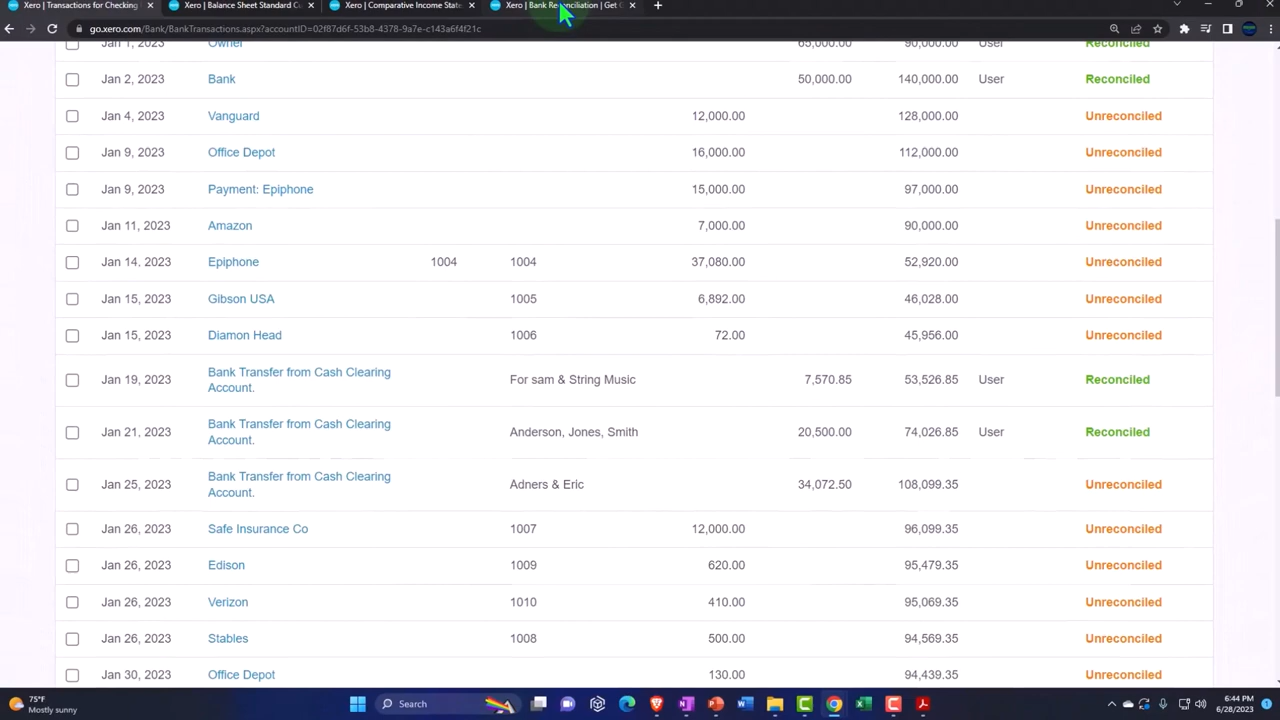 Xero | Transactions for Checking
Xero | Balance Sheet Standard Cu
Xero | Comparative Income State
Xero | Bank Reconciliation | Get G
go.xero.com/Bank/BankTransactions.aspx?accountID=02f87d6f-53b8-4378-9a7e-c143a6f4f21c
Jan 1, 2023 Owner 65,000.00 90,000.00 User Reconciled
Jan 2, 2023 Bank 50,000.00 140,000.00 User Reconciled
Jan 4, 2023 Vanguard 12,000.00 128,000.00 Unreconciled
Jan 9, 2023 Office Depot 16,000.00 112,000.00 Unreconciled
Jan 9, 2023 Payment: Epiphone 15,000.00 97,000.00 Unreconciled
Jan 11, 2023 Amazon 7,000.00 90,000.00 Unreconciled
Jan 14, 2023 Epiphone 1004 1004 37,080.00 52,920.00 Unreconciled
Jan 15, 2023 Gibson USA 1005 6,892.00 46,028.00 Unreconciled
Jan 15, 2023 Diamon Head 1006 72.00 45,956.00 Unreconciled
Bank Transfer from Cash Clearing
Jan 19, 2023 For sam & String Music 7,570.85 53,526.85 User Reconciled
Account.
Bank Transfer from Cash Clearing
Jan 21, 2023 Anderson, Jones, Smith 20,500.00 74,026.85 User Reconciled
Account.
Bank Transfer from Cash Clearing
Jan 25, 2023 Adners & Eric 34,072.50 108,099.35 Unreconciled
Account.
Jan 26, 2023 Safe Insurance Co 1007 12,000.00 96,099.35 Unreconciled
Jan 26, 2023 Edison 1009 620.00 95,479.35 Unreconciled
Jan 26, 2023 Verizon 1010 410.00 95,069.35 Unreconciled
Jan 26, 2023 Stables 1008 500.00 94,569.35 Unreconciled
Jan 30, 2023 Office Depot 130.00 94,439.35 Unreconciled
75°F
Mostly sunny
Search
6:44 PM
6/28/2023